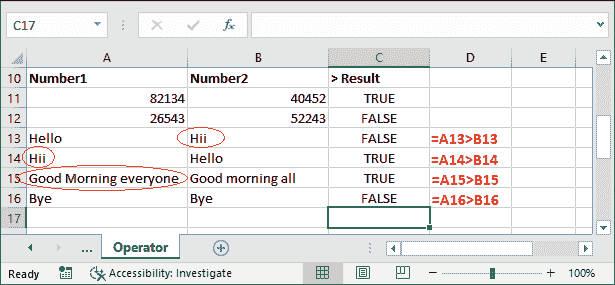 C17 fx
A B C D E
10 Number1 Number2 > Result
11 82134 40452 TRUE
12 26543 52243 FALSE
13 Hello Hii FALSE =A13>B13
14 Hii Hello TRUE =A14>B14
15 Good Morning everyone Good morning all TRUE =A15>B15
16 Bye Bye FALSE =A16>B16
17
... Operator
Ready Accessibility: Investigate 100%